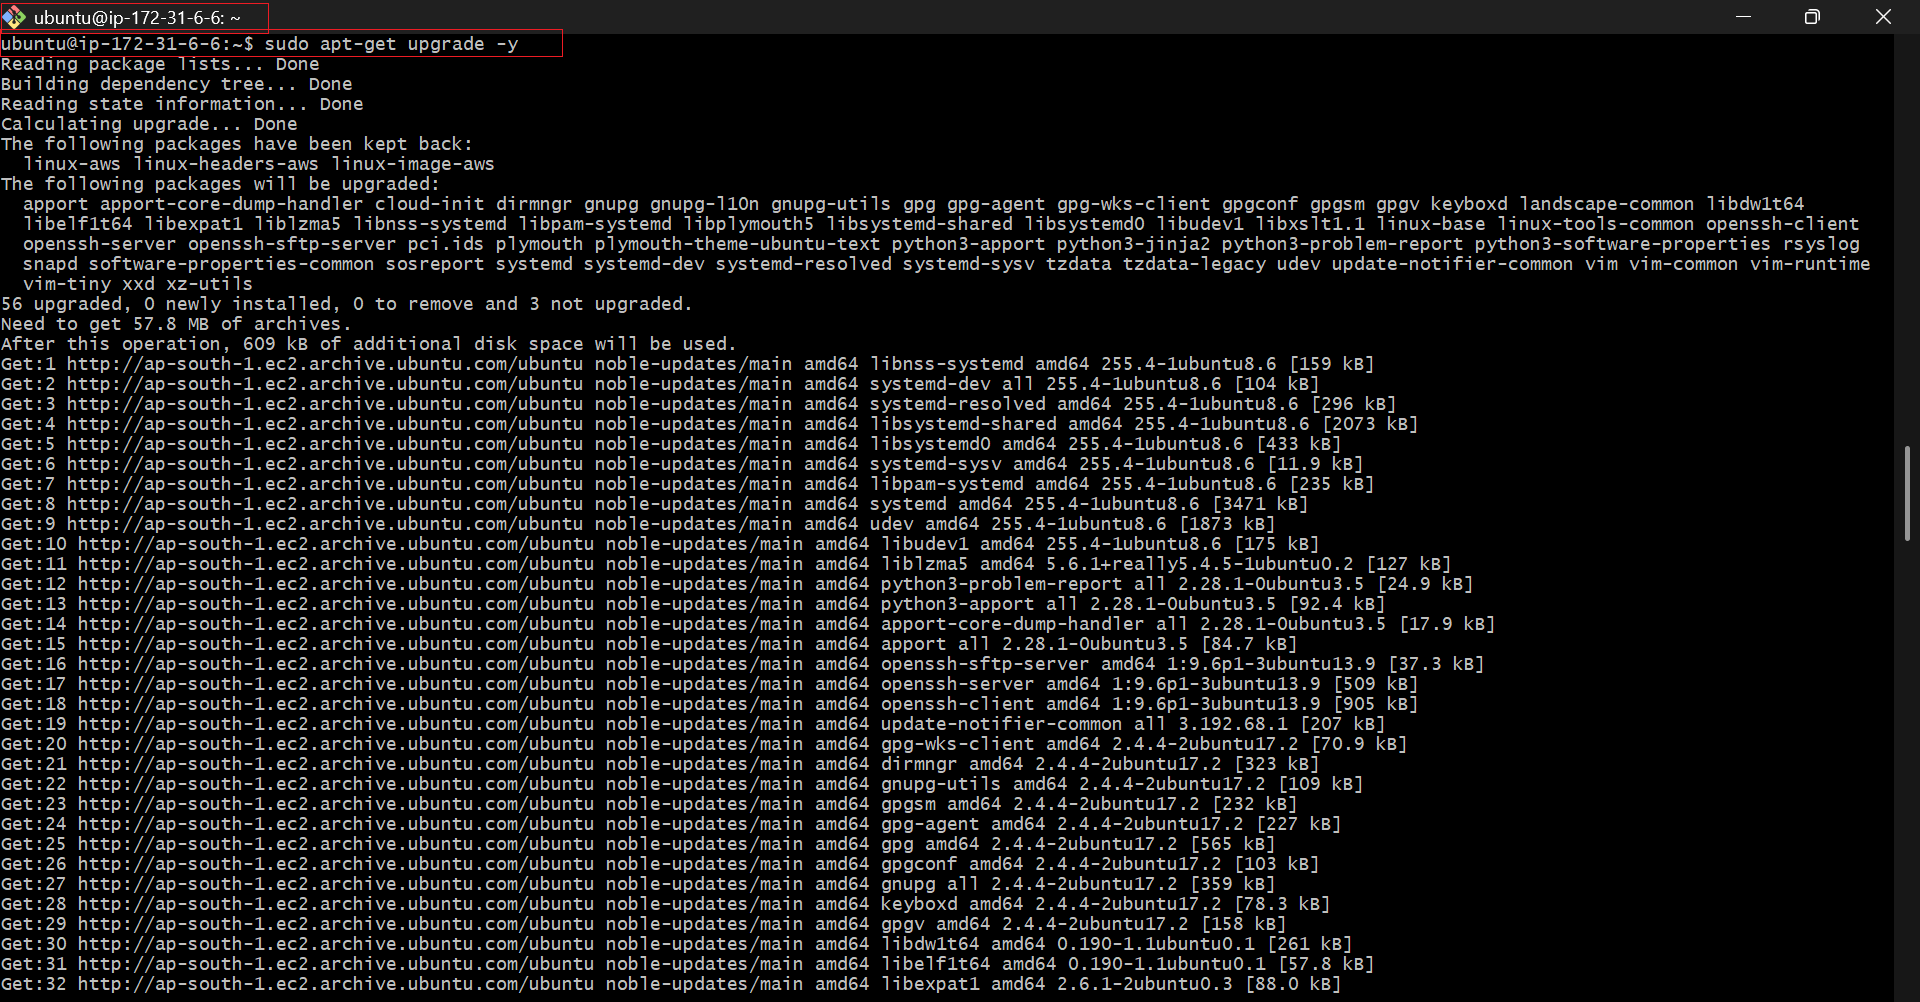 ubuntu@ip-172-31-6-6: ~
ubuntu@ip-172-31-6-6:~$ sudo apt-get upgrade -y
Reading package lists... Done
Building dependency tree... Done
Reading state information... Done
Calculating upgrade... Done
The following packages have been kept back:
  linux-aws linux-headers-aws linux-image-aws
The following packages will be upgraded:
  apport apport-core-dump-handler cloud-init dirmngr gnupg gnupg-l10n gnupg-utils gpg gpg-agent gpg-wks-client gpgconf gpgsm gpgv keyboxd landscape-common libdw1t64
  libelf1t64 libexpat1 liblzma5 libnss-systemd libpam-systemd libplymouth5 libsystemd-shared libsystemd0 libudev1 libxslt1.1 linux-base linux-tools-common openssh-client
  openssh-server openssh-sftp-server pci.ids plymouth plymouth-theme-ubuntu-text python3-apport python3-jinja2 python3-problem-report python3-software-properties rsyslog
  snapd software-properties-common sosreport systemd systemd-dev systemd-resolved systemd-sysv tzdata tzdata-legacy udev update-notifier-common vim vim-common vim-runtime
  vim-tiny xxd xz-utils
56 upgraded, 0 newly installed, 0 to remove and 3 not upgraded.
Need to get 57.8 MB of archives.
After this operation, 609 kB of additional disk space will be used.
Get:1 http://ap-south-1.ec2.archive.ubuntu.com/ubuntu noble-updates/main amd64 libnss-systemd amd64 255.4-1ubuntu8.6 [159 kB]
Get:2 http://ap-south-1.ec2.archive.ubuntu.com/ubuntu noble-updates/main amd64 systemd-dev all 255.4-1ubuntu8.6 [104 kB]
Get:3 http://ap-south-1.ec2.archive.ubuntu.com/ubuntu noble-updates/main amd64 systemd-resolved amd64 255.4-1ubuntu8.6 [296 kB]
Get:4 http://ap-south-1.ec2.archive.ubuntu.com/ubuntu noble-updates/main amd64 libsystemd-shared amd64 255.4-1ubuntu8.6 [2073 kB]
Get:5 http://ap-south-1.ec2.archive.ubuntu.com/ubuntu noble-updates/main amd64 libsystemd0 amd64 255.4-1ubuntu8.6 [433 kB]
Get:6 http://ap-south-1.ec2.archive.ubuntu.com/ubuntu noble-updates/main amd64 systemd-sysv amd64 255.4-1ubuntu8.6 [11.9 kB]
Get:7 http://ap-south-1.ec2.archive.ubuntu.com/ubuntu noble-updates/main amd64 libpam-systemd amd64 255.4-1ubuntu8.6 [235 kB]
Get:8 http://ap-south-1.ec2.archive.ubuntu.com/ubuntu noble-updates/main amd64 systemd amd64 255.4-1ubuntu8.6 [3471 kB]
Get:9 http://ap-south-1.ec2.archive.ubuntu.com/ubuntu noble-updates/main amd64 udev amd64 255.4-1ubuntu8.6 [1873 kB]
Get:10 http://ap-south-1.ec2.archive.ubuntu.com/ubuntu noble-updates/main amd64 libudev1 amd64 255.4-1ubuntu8.6 [175 kB]
Get:11 http://ap-south-1.ec2.archive.ubuntu.com/ubuntu noble-updates/main amd64 liblzma5 amd64 5.6.1+really5.4.5-1ubuntu0.2 [127 kB]
Get:12 http://ap-south-1.ec2.archive.ubuntu.com/ubuntu noble-updates/main amd64 python3-problem-report all 2.28.1-0ubuntu3.5 [24.9 kB]
Get:13 http://ap-south-1.ec2.archive.ubuntu.com/ubuntu noble-updates/main amd64 python3-apport all 2.28.1-0ubuntu3.5 [92.4 kB]
Get:14 http://ap-south-1.ec2.archive.ubuntu.com/ubuntu noble-updates/main amd64 apport-core-dump-handler all 2.28.1-0ubuntu3.5 [17.9 kB]
Get:15 http://ap-south-1.ec2.archive.ubuntu.com/ubuntu noble-updates/main amd64 apport all 2.28.1-0ubuntu3.5 [84.7 kB]
Get:16 http://ap-south-1.ec2.archive.ubuntu.com/ubuntu noble-updates/main amd64 openssh-sftp-server amd64 1:9.6p1-3ubuntu13.9 [37.3 kB]
Get:17 http://ap-south-1.ec2.archive.ubuntu.com/ubuntu noble-updates/main amd64 openssh-server amd64 1:9.6p1-3ubuntu13.9 [509 kB]
Get:18 http://ap-south-1.ec2.archive.ubuntu.com/ubuntu noble-updates/main amd64 openssh-client amd64 1:9.6p1-3ubuntu13.9 [905 kB]
Get:19 http://ap-south-1.ec2.archive.ubuntu.com/ubuntu noble-updates/main amd64 update-notifier-common all 3.192.68.1 [207 kB]
Get:20 http://ap-south-1.ec2.archive.ubuntu.com/ubuntu noble-updates/main amd64 gpg-wks-client amd64 2.4.4-2ubuntu17.2 [70.9 kB]
Get:21 http://ap-south-1.ec2.archive.ubuntu.com/ubuntu noble-updates/main amd64 dirmngr amd64 2.4.4-2ubuntu17.2 [323 kB]
Get:22 http://ap-south-1.ec2.archive.ubuntu.com/ubuntu noble-updates/main amd64 gnupg-utils amd64 2.4.4-2ubuntu17.2 [109 kB]
Get:23 http://ap-south-1.ec2.archive.ubuntu.com/ubuntu noble-updates/main amd64 gpgsm amd64 2.4.4-2ubuntu17.2 [232 kB]
Get:24 http://ap-south-1.ec2.archive.ubuntu.com/ubuntu noble-updates/main amd64 gpg-agent amd64 2.4.4-2ubuntu17.2 [227 kB]
Get:25 http://ap-south-1.ec2.archive.ubuntu.com/ubuntu noble-updates/main amd64 gpg amd64 2.4.4-2ubuntu17.2 [565 kB]
Get:26 http://ap-south-1.ec2.archive.ubuntu.com/ubuntu noble-updates/main amd64 gpgconf amd64 2.4.4-2ubuntu17.2 [103 kB]
Get:27 http://ap-south-1.ec2.archive.ubuntu.com/ubuntu noble-updates/main amd64 gnupg all 2.4.4-2ubuntu17.2 [359 kB]
Get:28 http://ap-south-1.ec2.archive.ubuntu.com/ubuntu noble-updates/main amd64 keyboxd amd64 2.4.4-2ubuntu17.2 [78.3 kB]
Get:29 http://ap-south-1.ec2.archive.ubuntu.com/ubuntu noble-updates/main amd64 gpgv amd64 2.4.4-2ubuntu17.2 [158 kB]
Get:30 http://ap-south-1.ec2.archive.ubuntu.com/ubuntu noble-updates/main amd64 libdw1t64 amd64 0.190-1.1ubuntu0.1 [261 kB]
Get:31 http://ap-south-1.ec2.archive.ubuntu.com/ubuntu noble-updates/main amd64 libelf1t64 amd64 0.190-1.1ubuntu0.1 [57.8 kB]
Get:32 http://ap-south-1.ec2.archive.ubuntu.com/ubuntu noble-updates/main amd64 libexpat1 amd64 2.6.1-2ubuntu0.3 [88.0 kB]